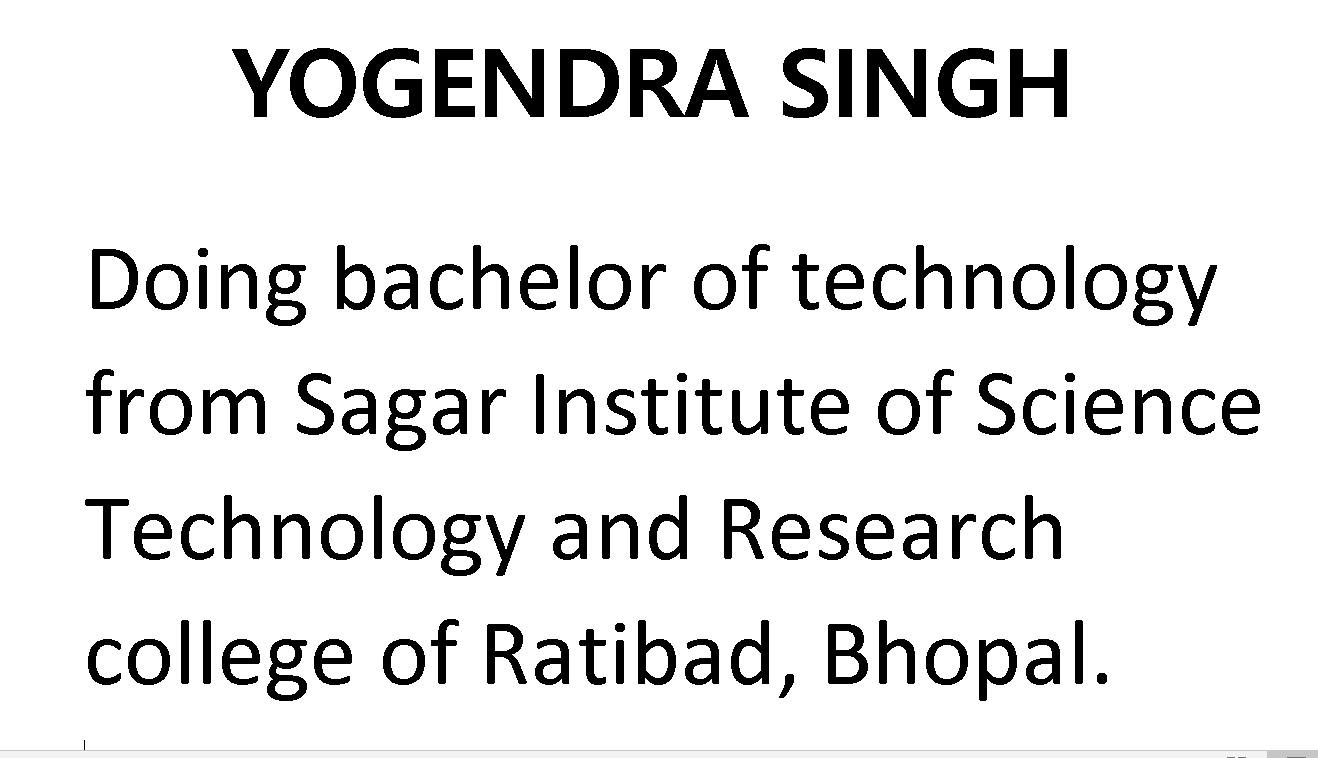 YOGENDRA SINGH
Doing bachelor of technology
from Sagar Institute of Science
Technology and Research
college of Ratibad, Bhopal.